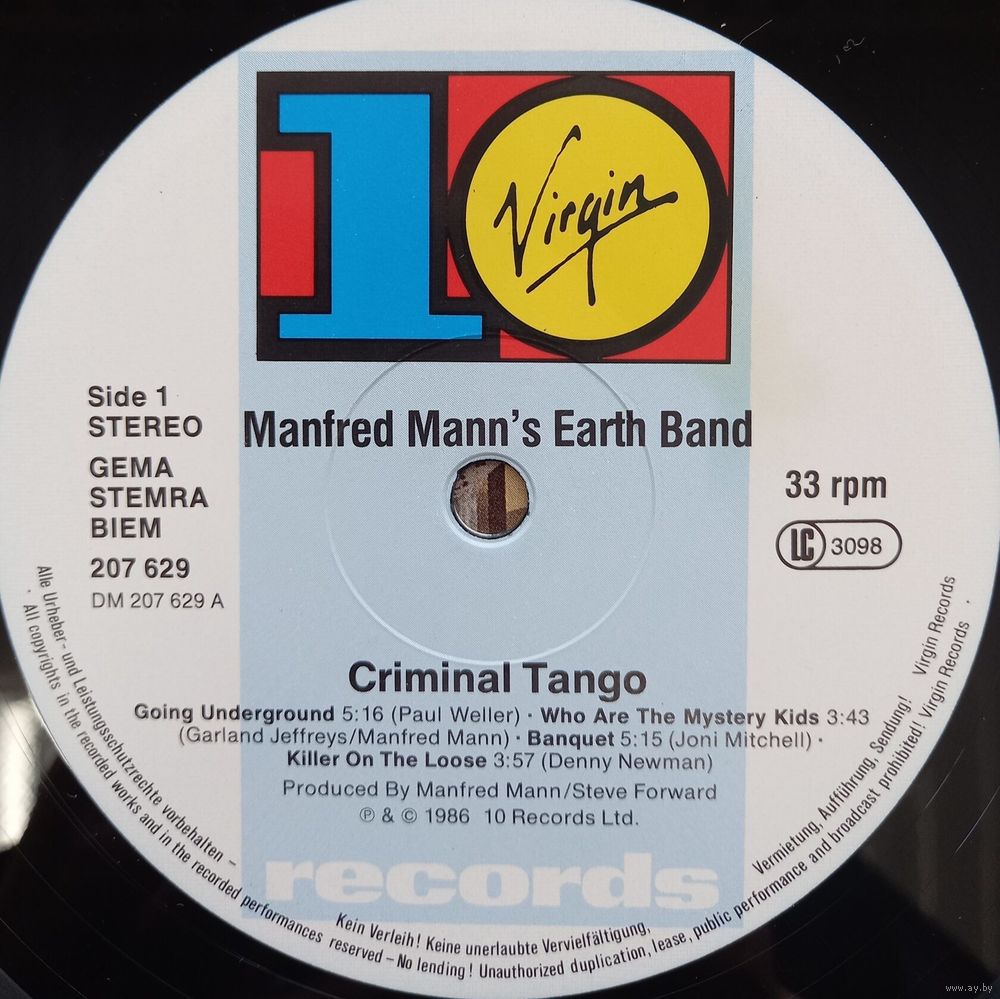 10
Virgin
Manfred Mann's Earth Band
Side 1
STEREO
GEMA
STEMRA
BIEM
207 629
DM 207 629 A
33 rpm
LC 3098
Criminal Tango
Going Underground 5:16 (Paul Weller) · Who Are The Mystery Kids 3:43
(Garland Jeffreys/Manfred Mann) · Banquet 5:15 (Joni Mitchell) ·
Killer On The Loose 3:57 (Denny Newman)
Produced By Manfred Mann/Steve Forward
℗ & © 1986 10 Records Ltd.
records
Alle Urheber- und Leistungsschutzrechte vorbehalten – Kein Verleih! Keine unerlaubte Vervielfältigung, Vermietung, Aufführung, Sendung! Virgin Records
· All copyrights in the recorded works and in the recorded performances reserved – No lending! Unauthorized duplication, lease, public performance and broadcast prohibited! Virgin Records ·
www.ay.by